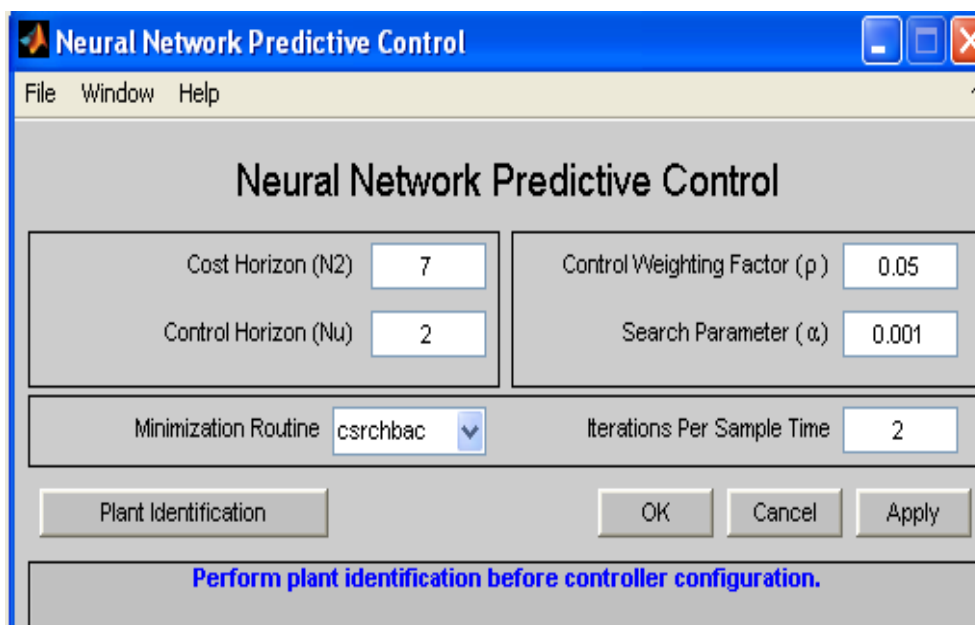 Neural Network Predictive Control
File Window Help
Neural Network Predictive Control
Cost Horizon (N2) 7 Control Weighting Factor (ρ) 0.05
Control Horizon (Nu) 2 Search Parameter (α) 0.001
Minimization Routine csrchbac Iterations Per Sample Time 2
Plant Identification OK Cancel Apply
Perform plant identification before controller configuration.